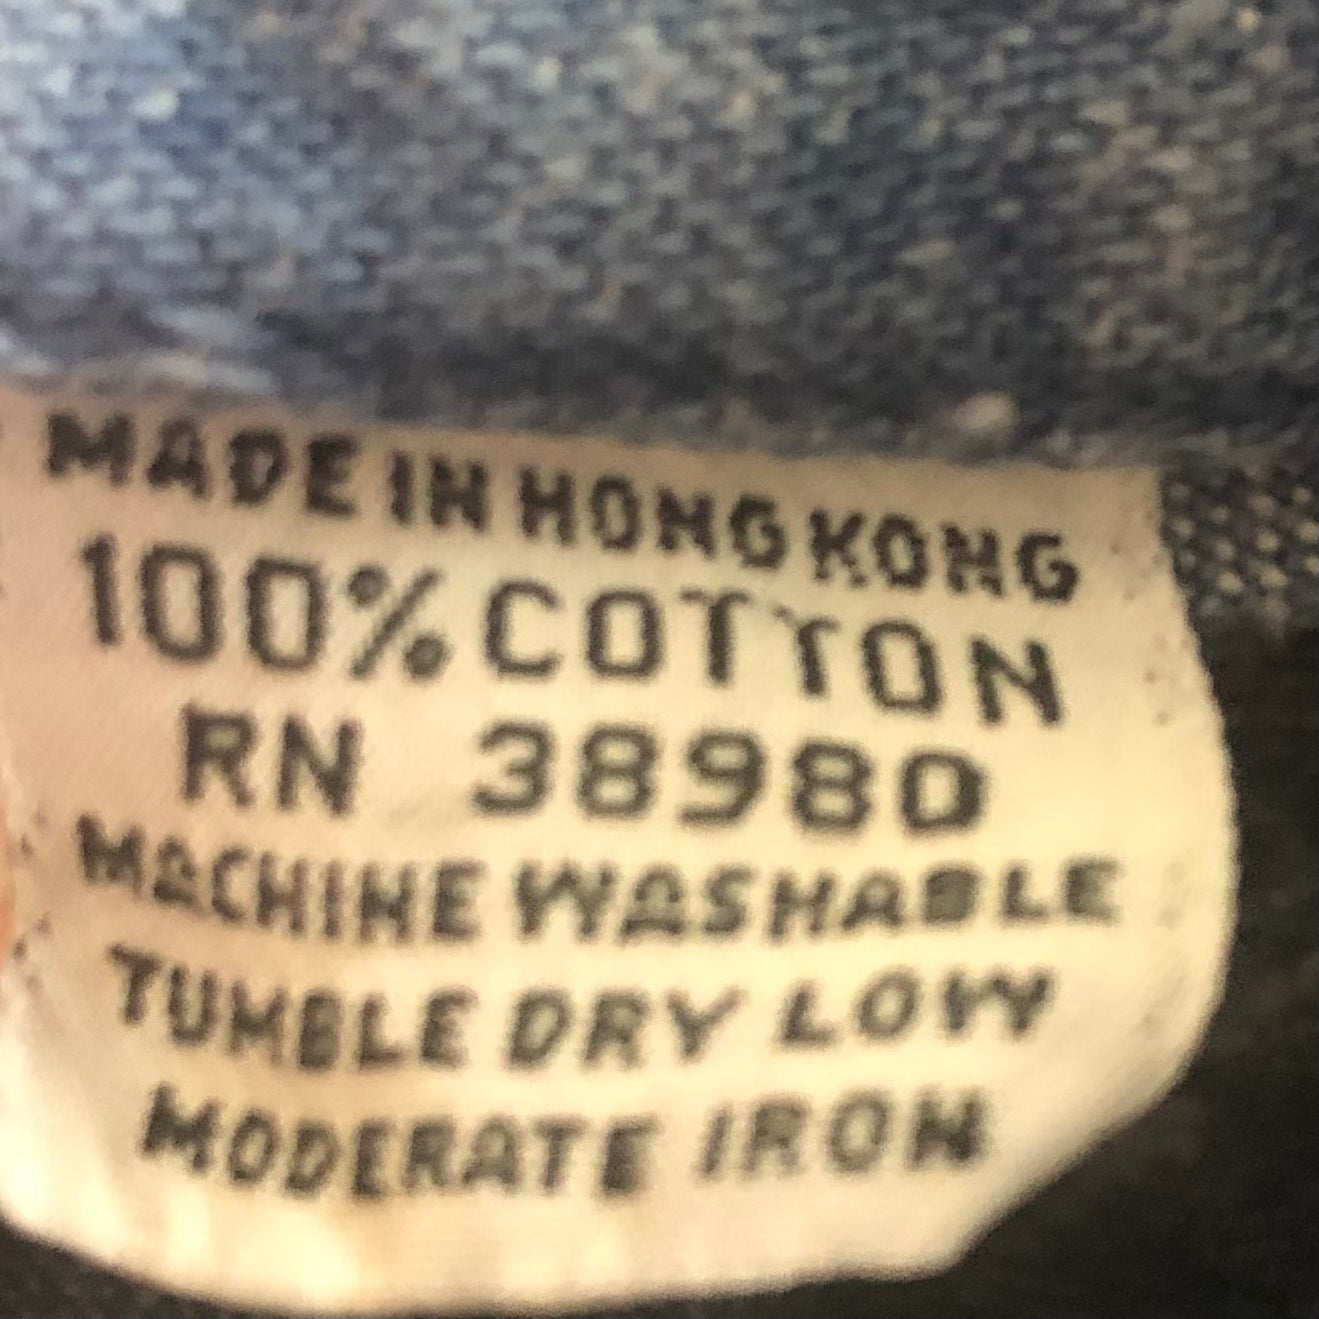 MADE IN HONG KONG
100% COTTON
RN 38980
MACHINE WASHABLE
TUMBLE DRY LOW
MODERATE IRON